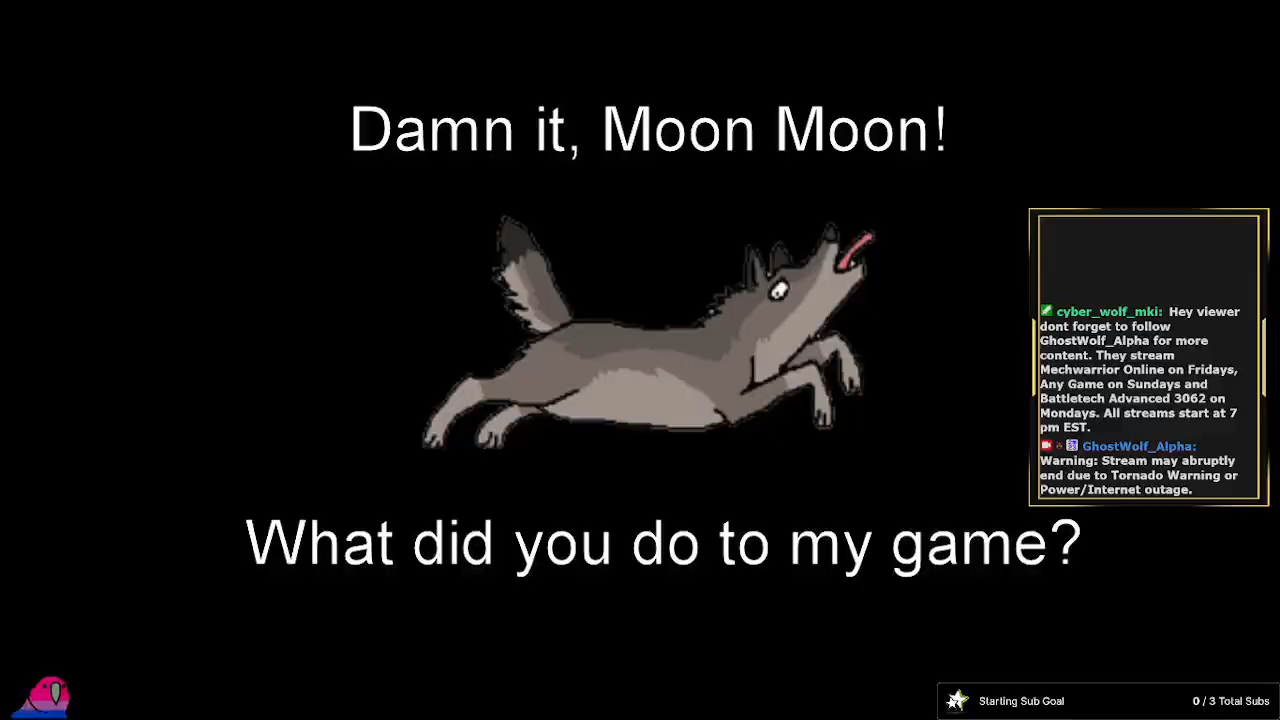 Damn it, Moon Moon!
cyber_wolf_mki: Hey viewer
dont forget to follow
GhostWolf_Alpha for more
content. They stream
Mechwarrior Online on Fridays,
Any Game on Sundays and
Battletech Advanced 3062 on
Mondays. All streams start at 7
pm EST.
GhostWolf_Alpha:
Warning: Stream may abruptly
end due to Tornado Warning or
Power/Internet outage.
What did you do to my game?
Starting Sub Goal
0 / 3 Total Subs